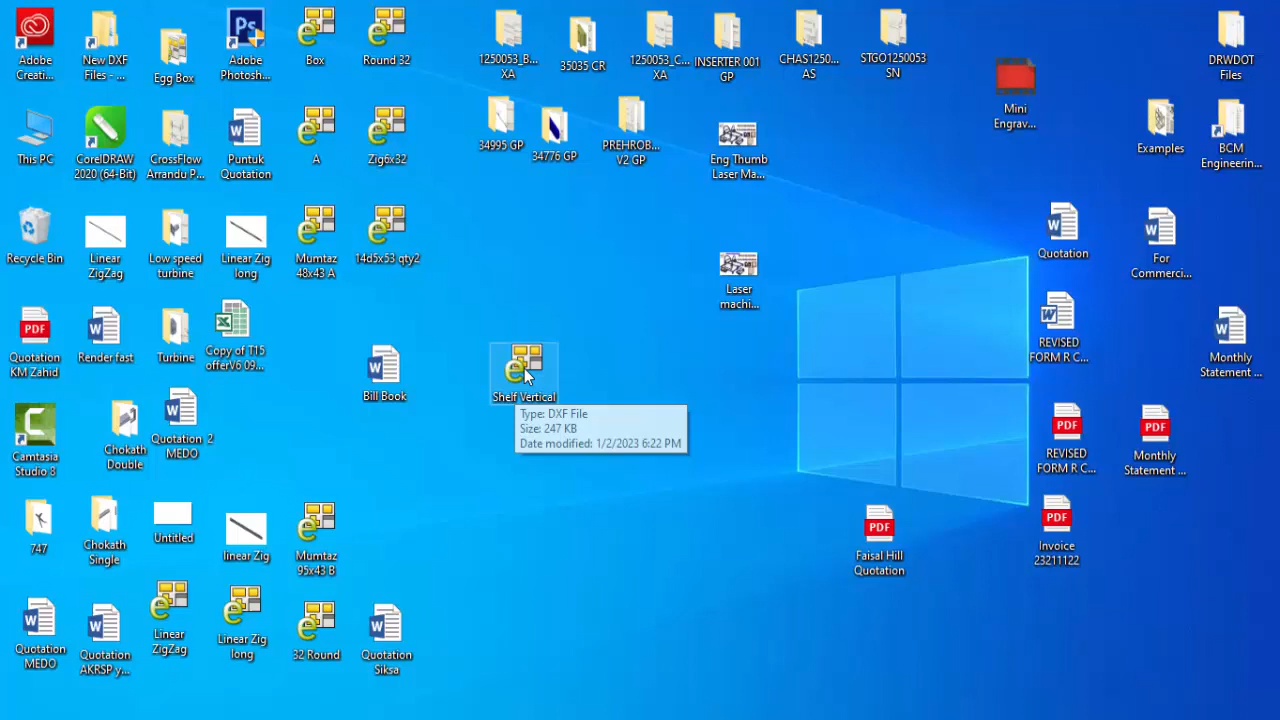 Adobe
Creati...
New DXF
Files - ...
Egg Box
Ps
Adobe
Photosh...
Box
Round 32
1250053_B...
XA
35035 CR
1250053_C...
XA
INSERTER 001
GP
CHAS1250...
AS
STGO1250053
SN
Mini
Engrav...
DRWDOT
Files
This PC
CorelDRAW
2020 (64-Bit)
CrossFlow
Arrandu P...
Puntuk
Quotation
A
Zig6x32
34995 GP
34776 GP
PREHROB...
V2 GP
Eng Thumb
Laser Ma...
Examples
BCM
Engineerin...
Recycle Bin
Linear
ZigZag
Low speed
turbine
Linear Zig
long
Mumtaz
48x43 A
14d5x53 qty2
Laser
machi...
Quotation
For
Commerci...
PDF
Quotation
KM Zahid
Render fast
Turbine
Copy of T15
offerV6 09...
Bill Book
Shelf Vertical
Type: DXF File
Size: 247 KB
Date modified: 1/2/2023 6:22 PM
REVISED
FORM R C...
Monthly
Statement ...
Camtasia
Studio 8
Chokath
Double
Quotation 2
MEDO
PDF
REVISED
FORM R C...
PDF
Monthly
Statement ...
747
Chokath
Single
Untitled
linear Zig
Mumtaz
95x43 B
PDF
Faisal Hill
Quotation
PDF
Invoice
23211122
Quotation
MEDO
Quotation
AKRSP y...
Linear
ZigZag
Linear Zig
long
32 Round
Quotation
Siksa